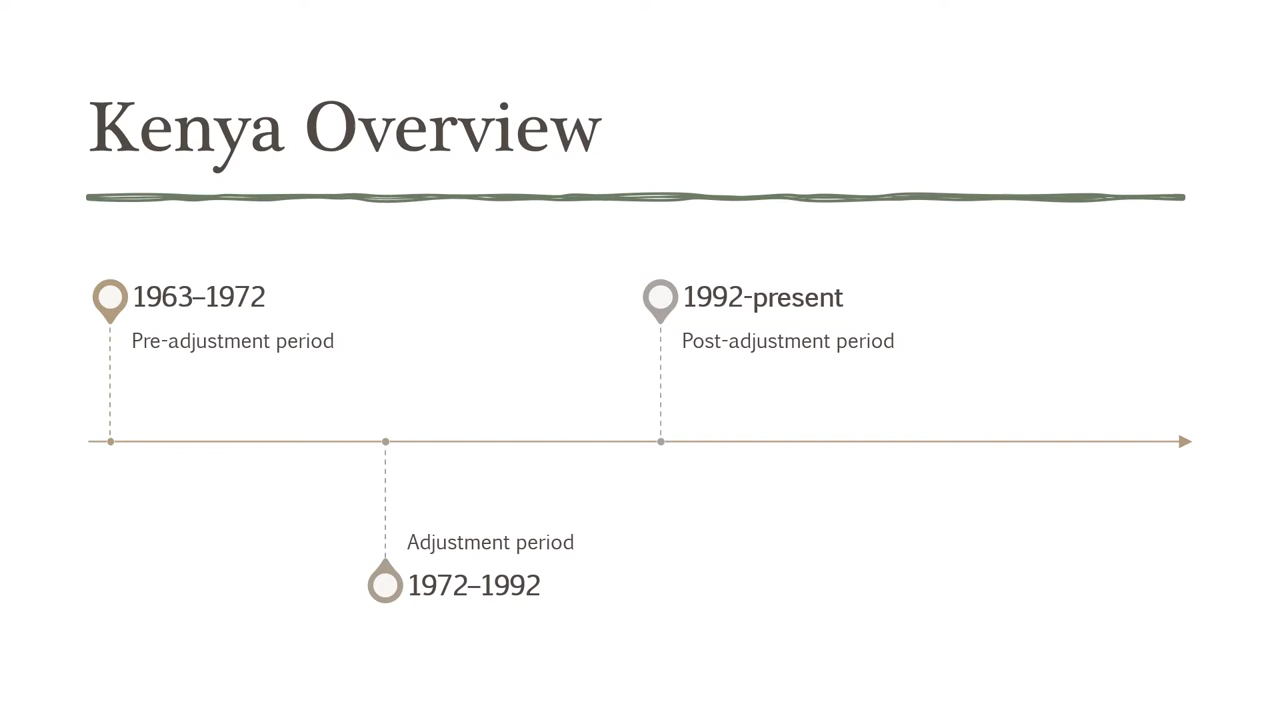 Kenya Overview
1963–1972
Pre-adjustment period
1992-present
Post-adjustment period
Adjustment period
1972–1992